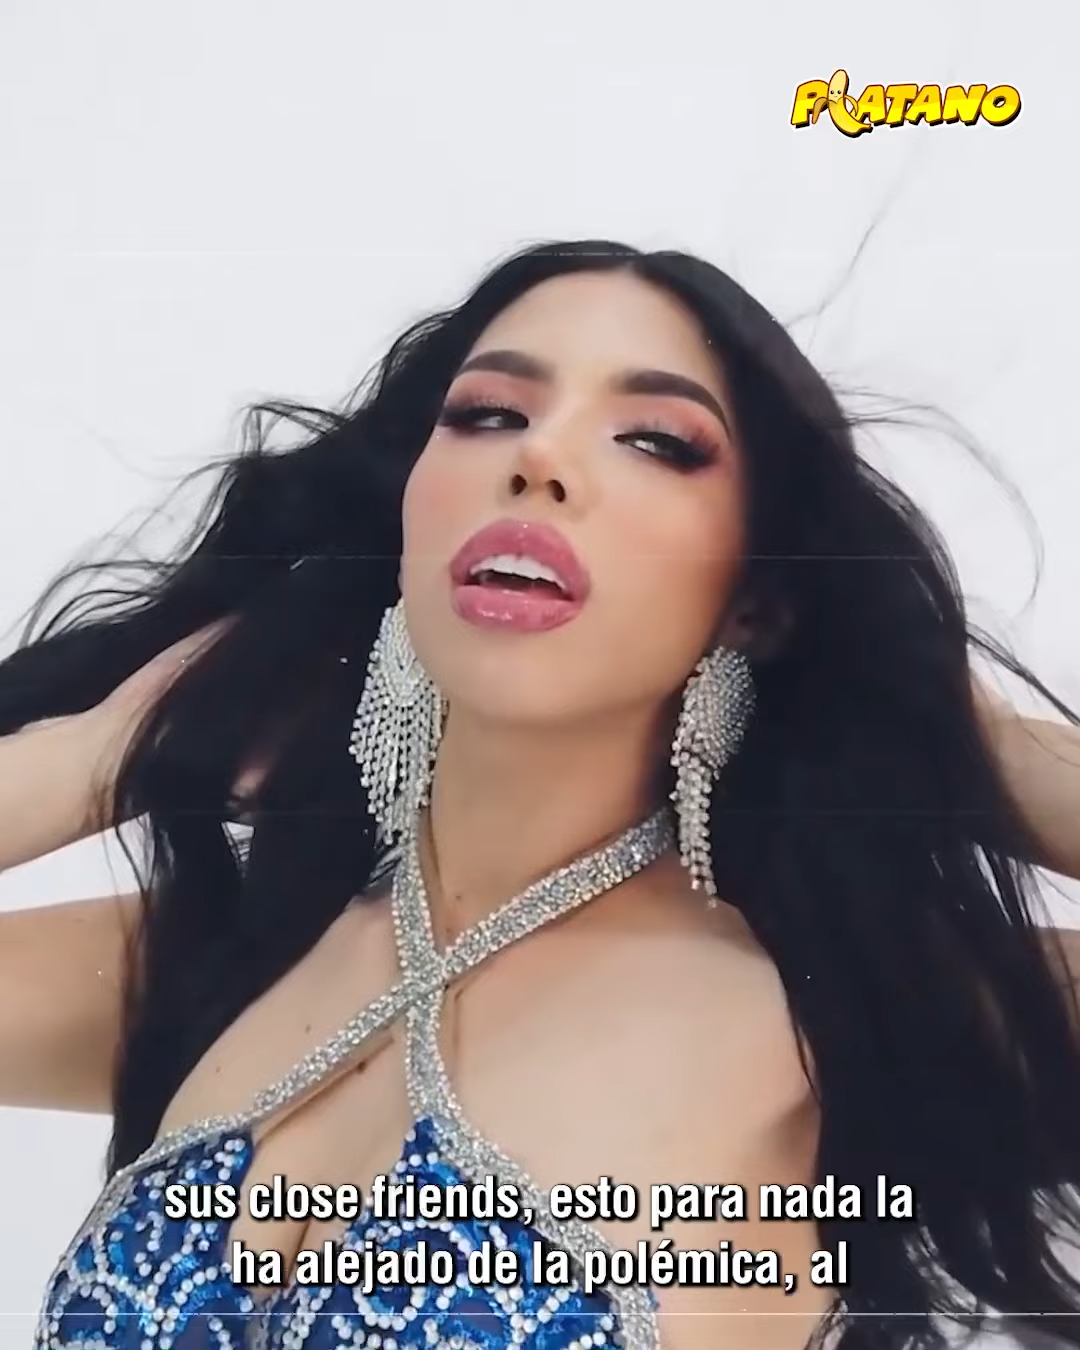 PLATANO
sus close friends, esto para nada la
ha alejado de la polémica, al